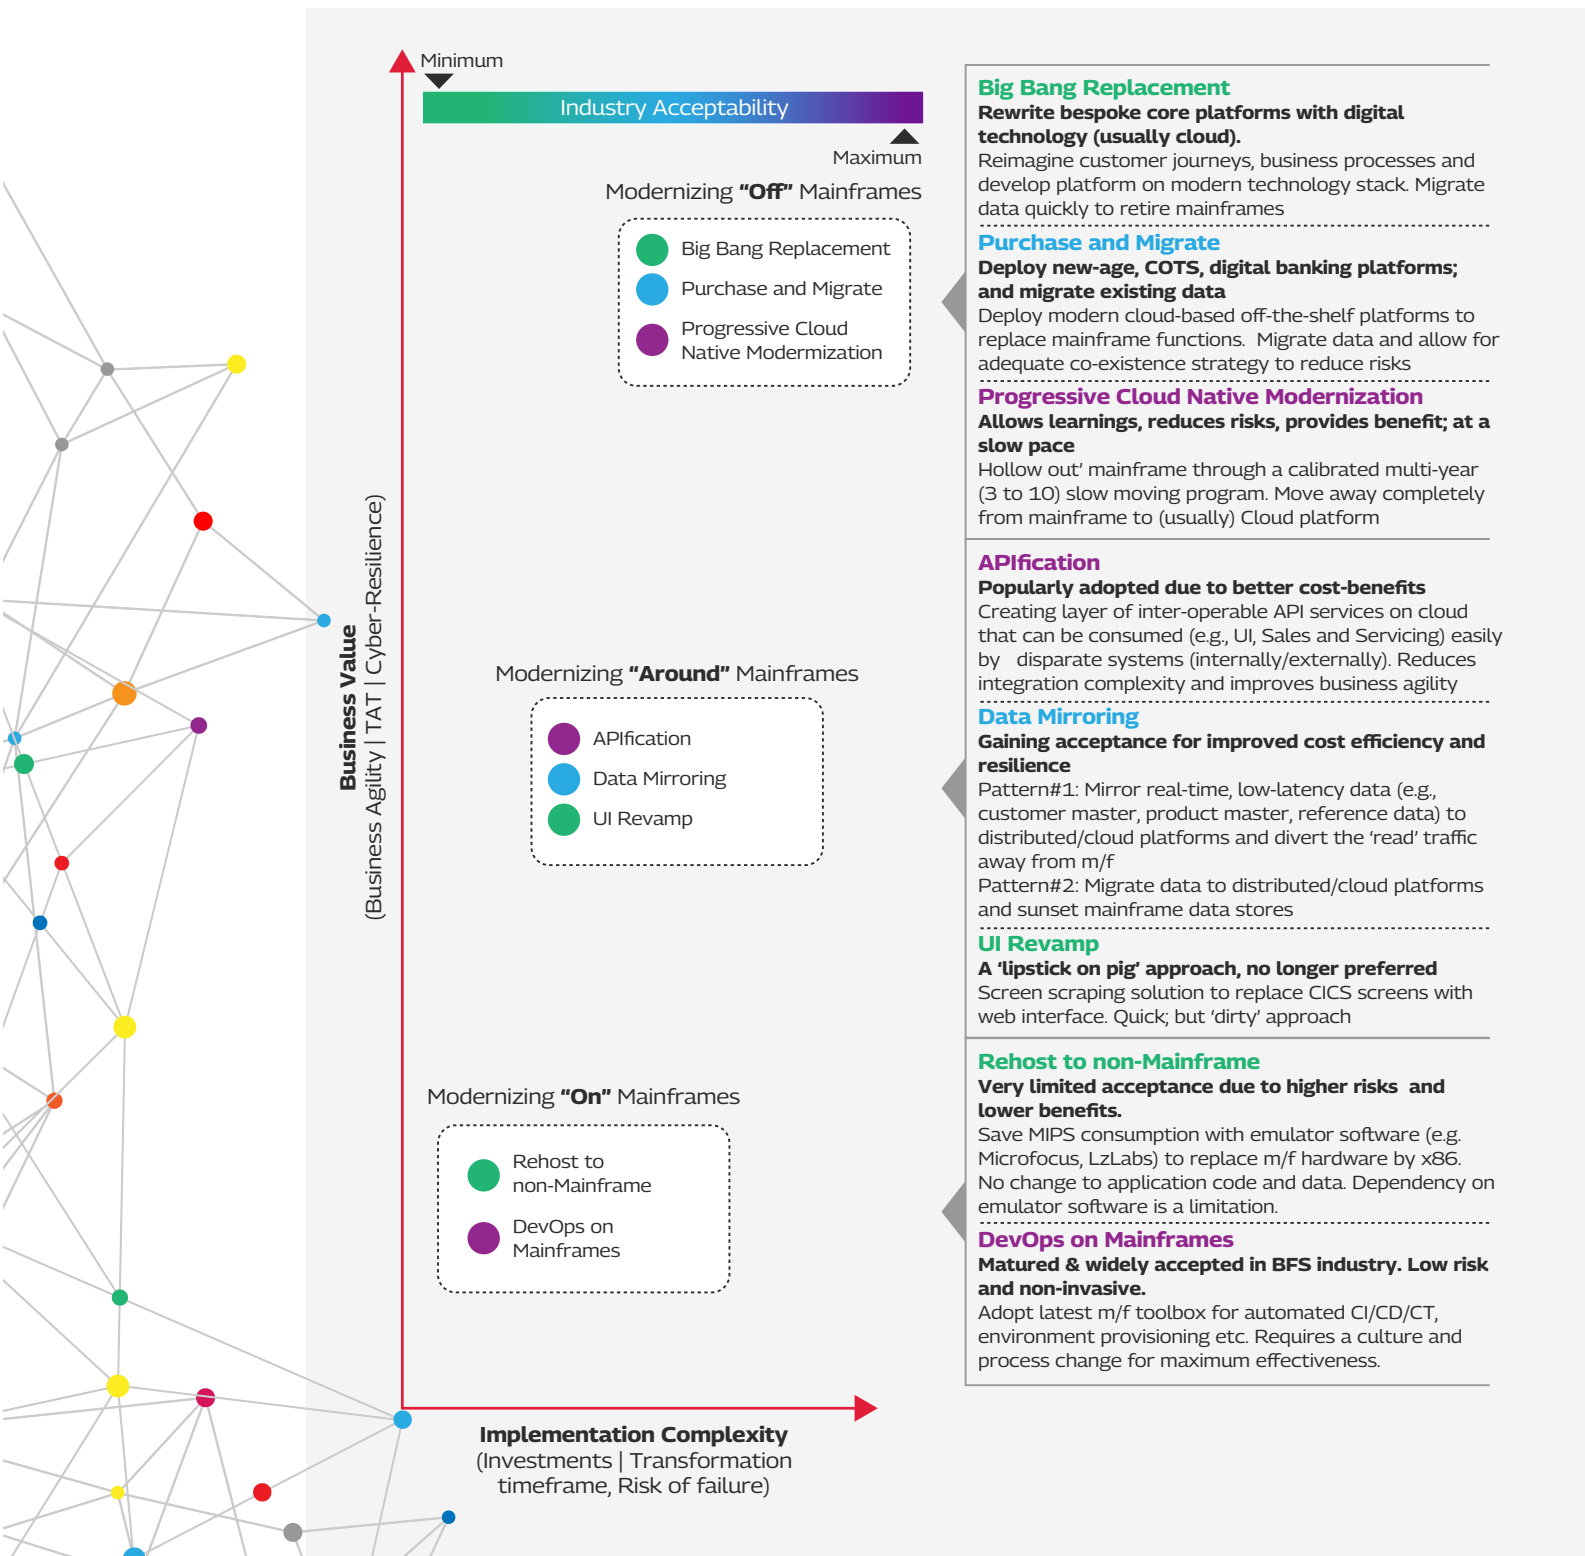 Minimum
Industry Acceptability
Maximum
Modernizing “Off” Mainframes
Big Bang Replacement
Purchase and Migrate
Progressive Cloud
Native Modermization
Big Bang Replacement
Rewrite bespoke core platforms with digital
technology (usually cloud).
Reimagine customer journeys, business processes and
develop platform on modern technology stack. Migrate
data quickly to retire mainframes
Purchase and Migrate
Deploy new-age, COTS, digital banking platforms;
and migrate existing data
Deploy modern cloud-based off-the-shelf platforms to
replace mainframe functions. Migrate data and allow for
adequate co-existence strategy to reduce risks
Progressive Cloud Native Modernization
Allows learnings, reduces risks, provides benefit; at a
slow pace
Hollow out’ mainframe through a calibrated multi-year
(3 to 10) slow moving program. Move away completely
from mainframe to (usually) Cloud platform
Business Value
(Business Agility | TAT | Cyber-Resilience)
Modernizing “Around” Mainframes
APIfication
Data Mirroring
UI Revamp
APIfication
Popularly adopted due to better cost-benefits
Creating layer of inter-operable API services on cloud
that can be consumed (e.g., UI, Sales and Servicing) easily
by disparate systems (internally/externally). Reduces
integration complexity and improves business agility
Data Mirroring
Gaining acceptance for improved cost efficiency and
resilience
Pattern#1: Mirror real-time, low-latency data (e.g.,
customer master, product master, reference data) to
distributed/cloud platforms and divert the ‘read’ traffic
away from m/f
Pattern#2: Migrate data to distributed/cloud platforms
and sunset mainframe data stores
UI Revamp
A ‘lipstick on pig’ approach, no longer preferred
Screen scraping solution to replace CICS screens with
web interface. Quick; but ‘dirty’ approach
Modernizing “On” Mainframes
Rehost to
non-Mainframe
DevOps on
Mainframes
Rehost to non-Mainframe
Very limited acceptance due to higher risks and
lower benefits.
Save MIPS consumption with emulator software (e.g.
Microfocus, LzLabs) to replace m/f hardware by x86.
No change to application code and data. Dependency on
emulator software is a limitation.
DevOps on Mainframes
Matured & widely accepted in BFS industry. Low risk
and non-invasive.
Adopt latest m/f toolbox for automated CI/CD/CT,
environment provisioning etc. Requires a culture and
process change for maximum effectiveness.
Implementation Complexity
(Investments | Transformation
timeframe, Risk of failure)